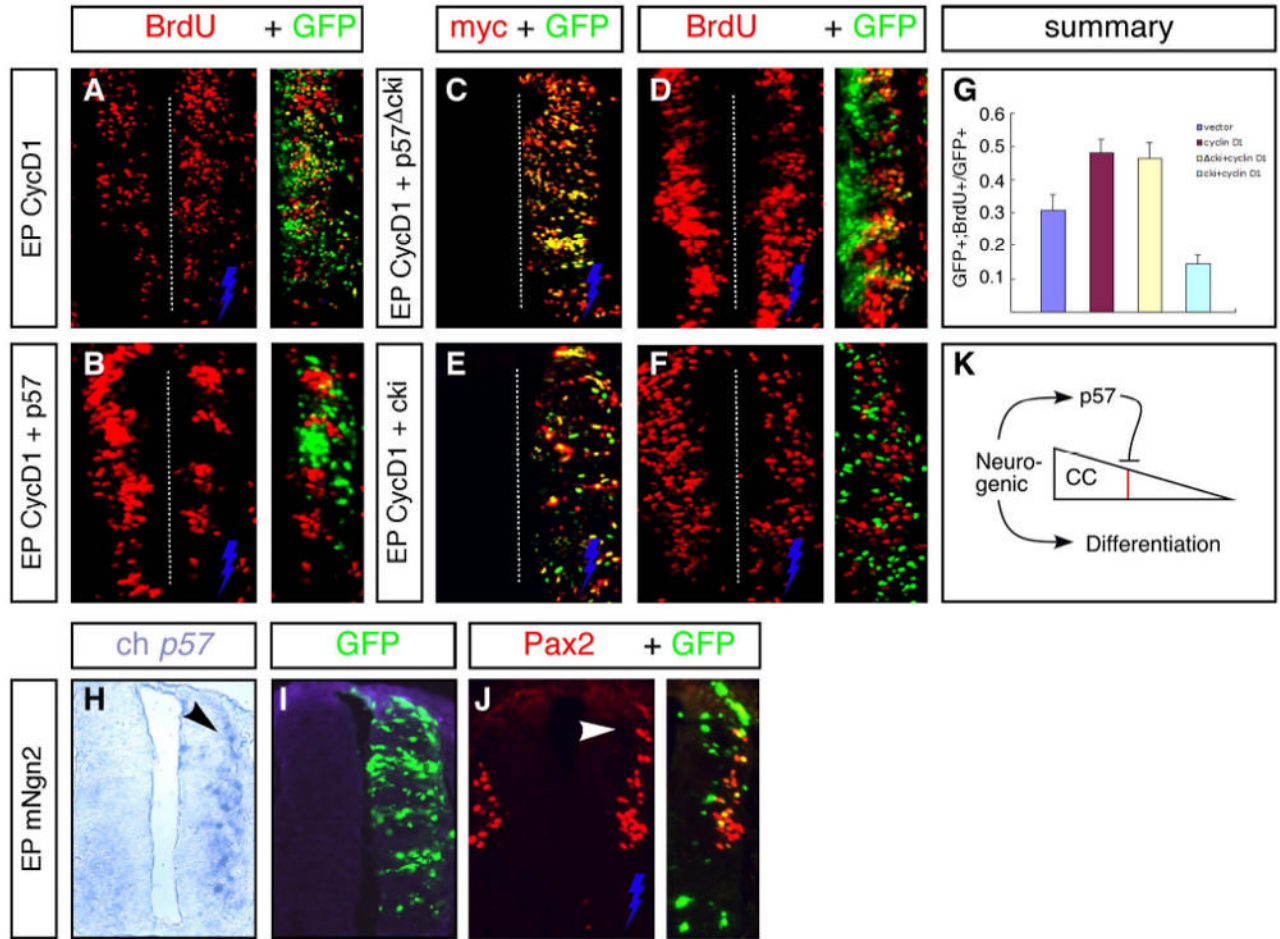 BrdU + GFP
myc + GFP
BrdU + GFP
summary
EP CycD1
A
EP CycD1 + p57Δcki
C
D
G
0.6
0.5
0.4
0.3
0.2
0.1
GFP+;BrdU+/GFP+
vector
cyclin D1
Δcki+cyclin D1
cki+cyclin D1
EP CycD1 + p57
B
EP CycD1 + cki
E
F
K
p57
Neuro-
genic
CC
Differentiation
ch p57
GFP
Pax2 + GFP
EP mNgn2
H
I
J